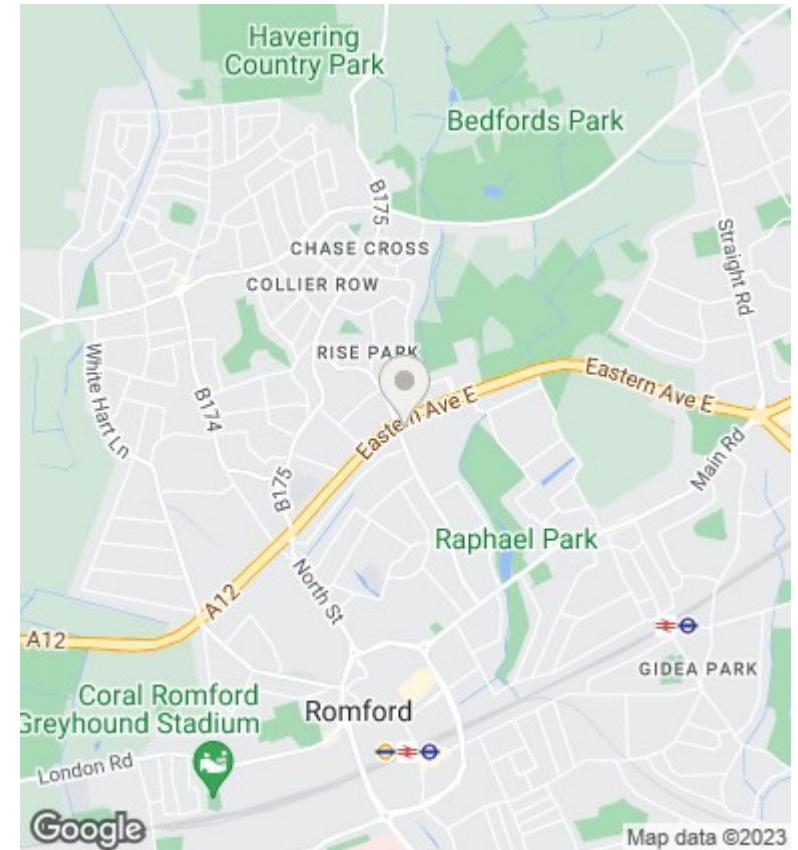 Havering
Country Park
Bedfords Park
B175
Straight Rd
CHASE CROSS
COLLIER ROW
White Hart Ln
RISE PARK
B174
Eastern Ave E
Eastern Ave E
B175
Main Rd
Raphael Park
North St
A12
A12
GIDEA PARK
Coral Romford
Greyhound Stadium
Romford
London Rd
Google
Map data ©2023